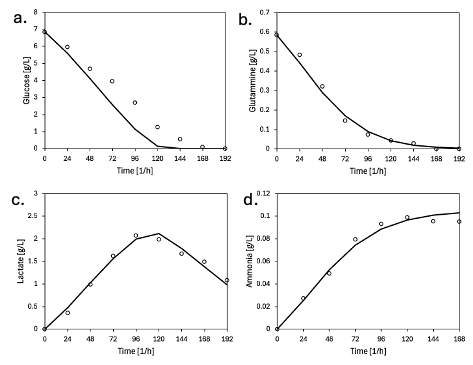 a.
8
7
6
5
4
3
2
1
0
Glucose [g/L]
0 24 48 72 96 120 144 168 192
Time [1/h]
b.
0.7
0.6
0.5
0.4
0.3
0.2
0.1
0
Glutammine [g/L]
0 24 48 72 96 120 144 168 192
Time [1/h]
c.
3
2.5
2
1.5
1
0.5
0
Lactate [g/L]
0 24 48 72 96 120 144 168 192
Time [1/h]
d.
0.12
0.1
0.08
0.06
0.04
0.02
0
Ammonia [g/L]
0 24 48 72 96 120 144 168
Time [1/h]